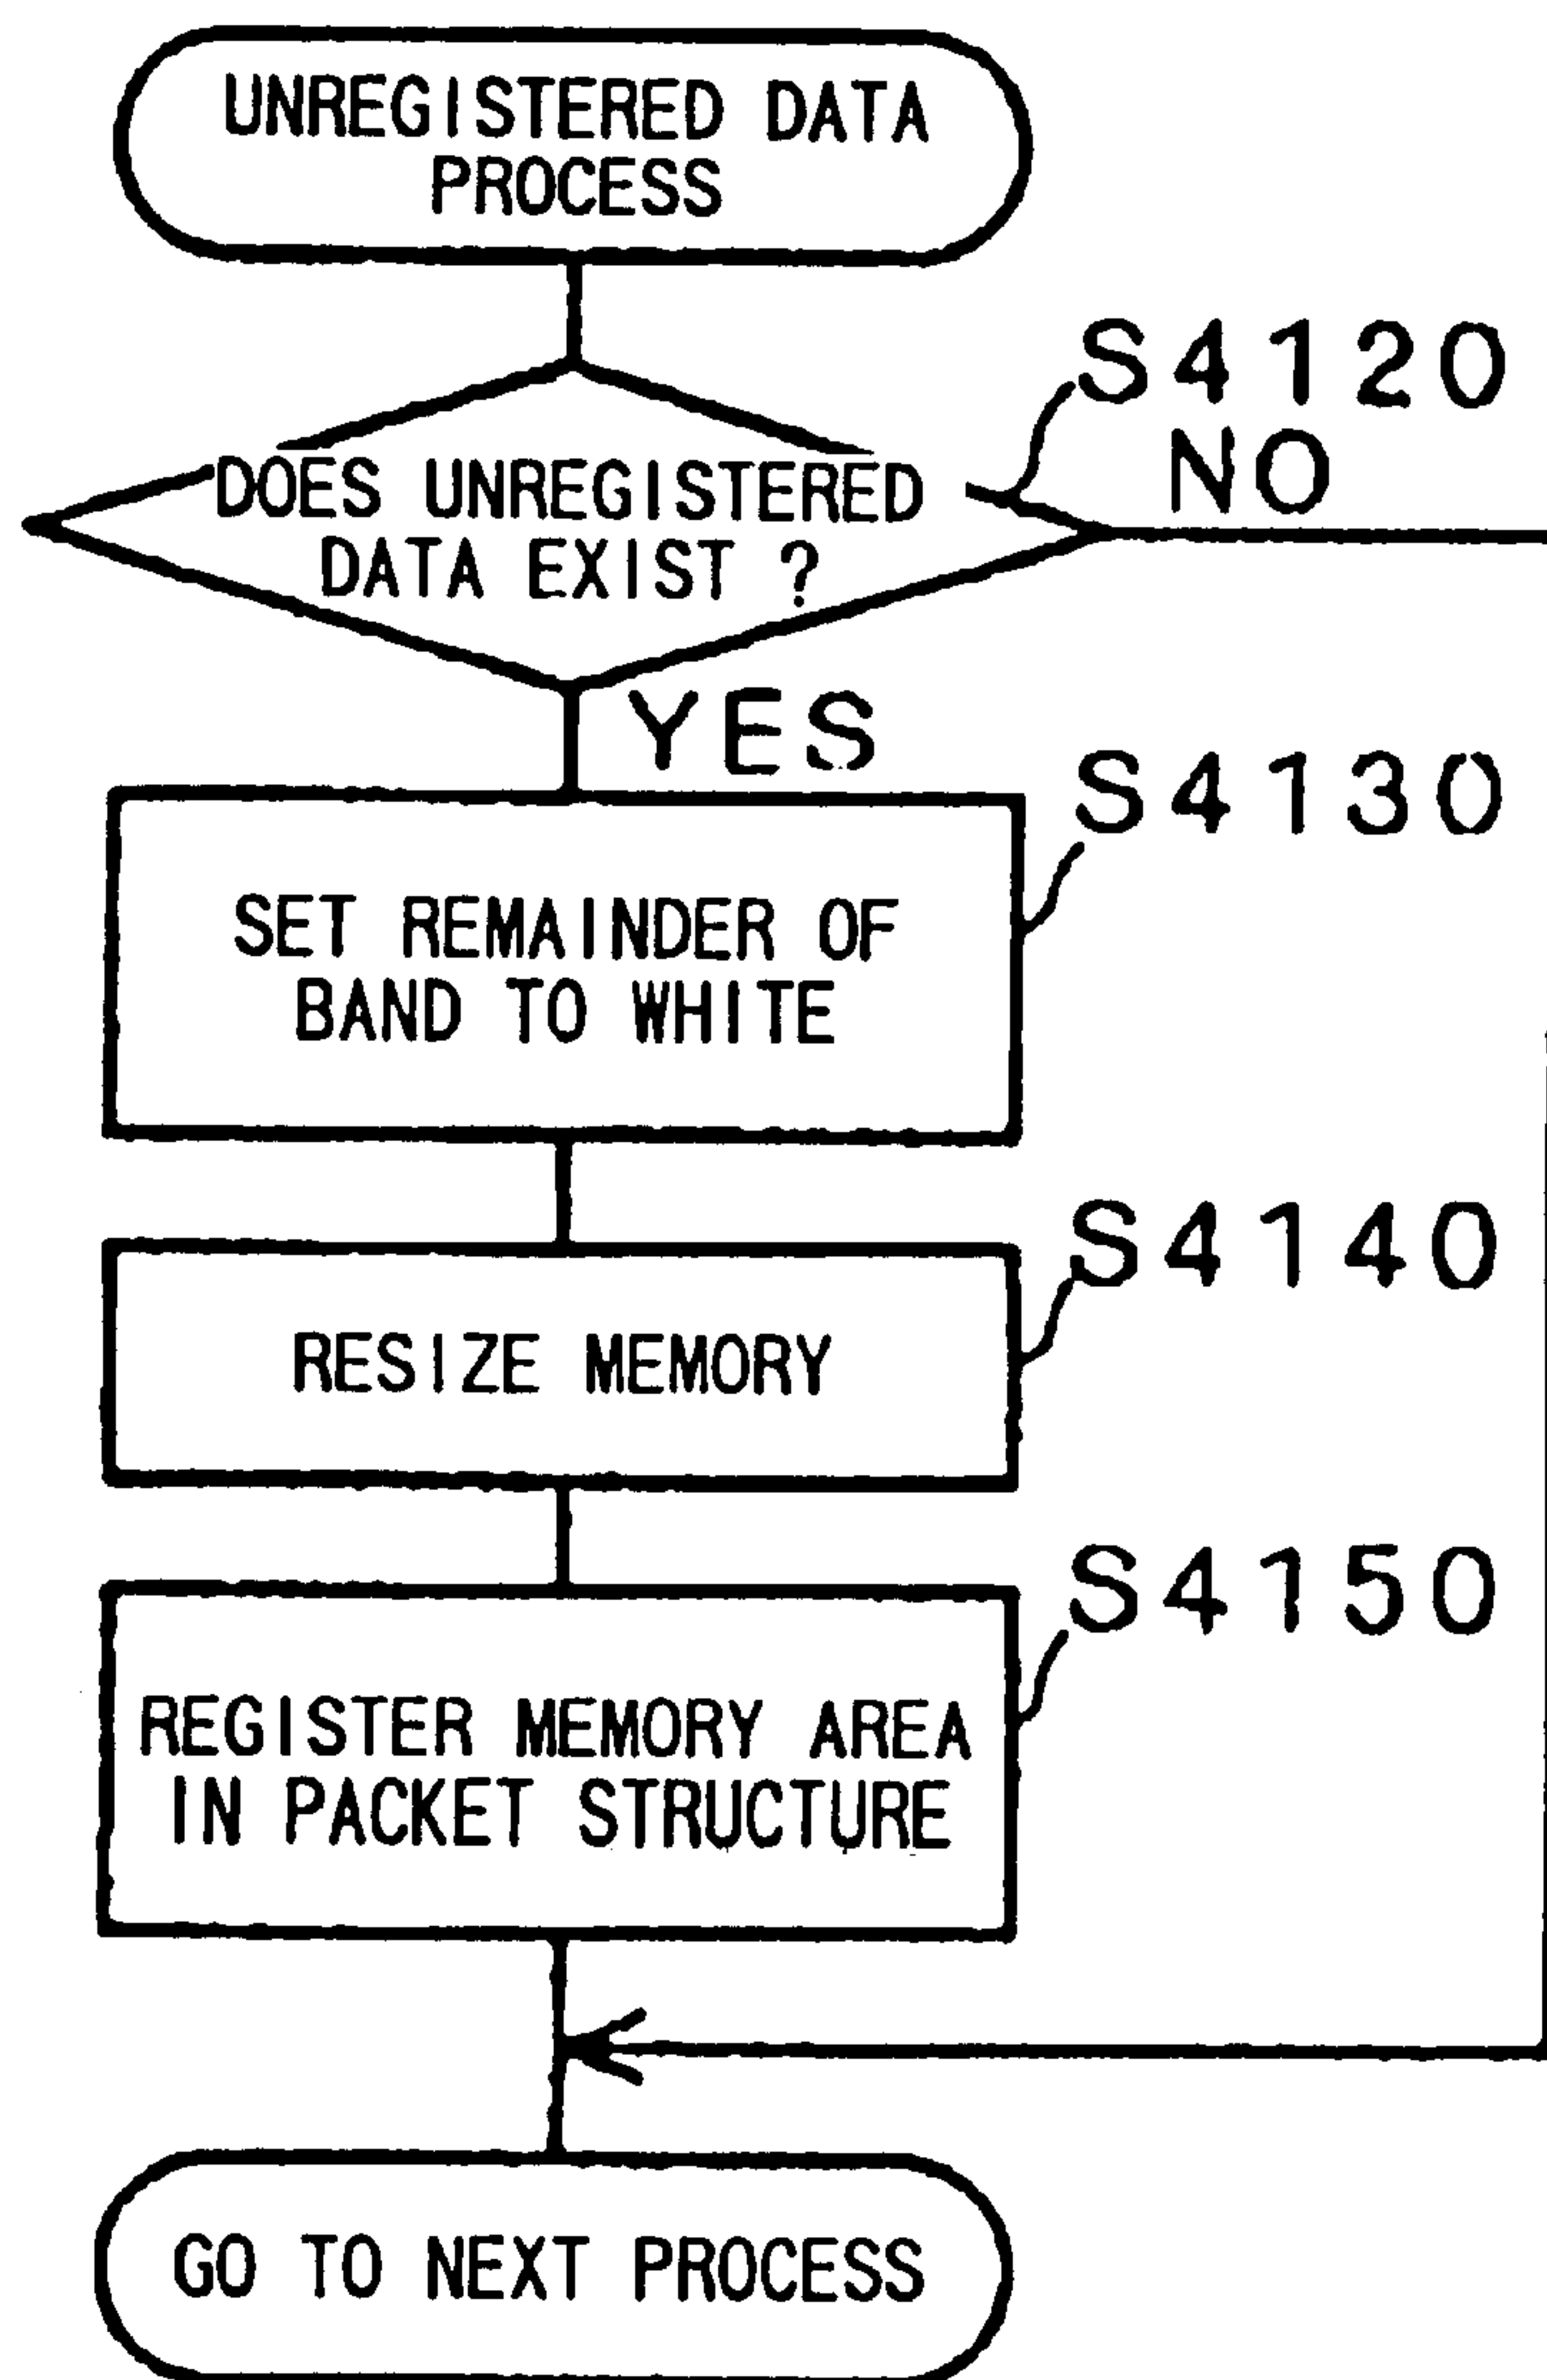 UNREGISTERED DATA
PROCESS
S4120
NO
DOES UNREGISTERED
DATA EXIST ?
YES
S4130
SET REMAINDER OF
BAND TO WHITE
S4140
RESIZE MEMORY
S4150
REGISTER MEMORY AREA
IN PACKET STRUCTURE
GO TO NEXT PROCESS